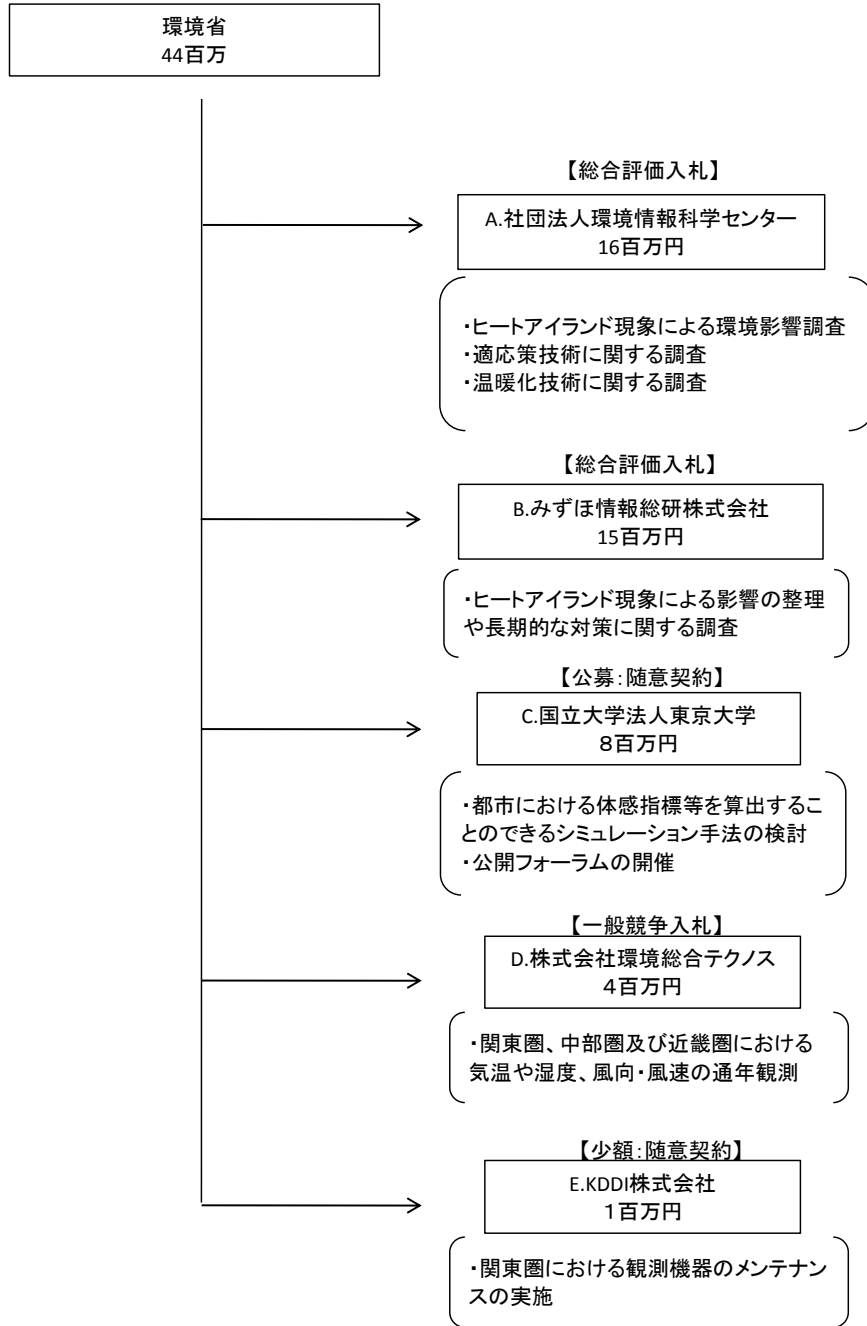 環境省
44百万
【総合評価入札】
A.社団法人環境情報科学センター
16百万円
・ヒートアイランド現象による環境影響調査
・適応策技術に関する調査
・温暖化技術に関する調査
【総合評価入札】
B.みずほ情報総研株式会社
15百万円
・ヒートアイランド現象による影響の整理
や長期的な対策に関する調査
【公募:随意契約】
C.国立大学法人東京大学
8百万円
・都市における体感指標等を算出するこ
とのできるシミュレーション手法の検討
・公開フォーラムの開催
【一般競争入札】
D.株式会社環境総合テクノス
4百万円
・関東圏、中部圏及び近畿圏における
気温や湿度、風向・風速の通年観測
【少額:随意契約】
E.KDDI株式会社
1百万円
・関東圏における観測機器のメンテナン
スの実施